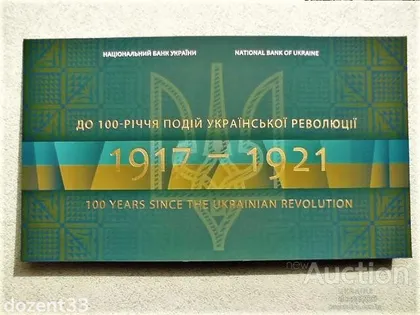 НАЦІОНАЛЬНИЙ БАНК УКРАЇНИ NATIONAL BANK OF UKRAINE
ДО 100-РІЧЧЯ ПОДІЙ УКРАЇНСЬКОЇ РЕВОЛЮЦІЇ
1917 – 1921
100 YEARS SINCE THE UKRAINIAN REVOLUTION
new
Auction
dozent33